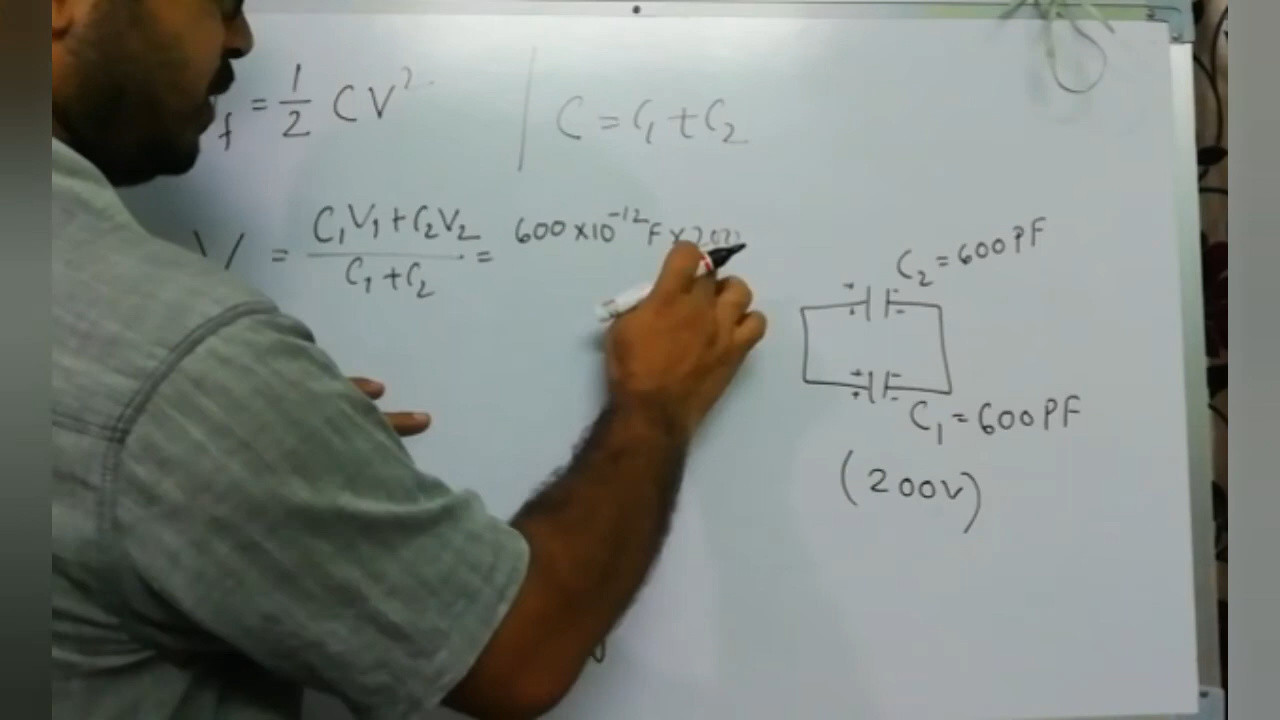 f = 1/2 CV²
C = C₁ + C₂
V = (C₁V₁ + C₂V₂)/(C₁ + C₂) = 600 × 10⁻¹² F × 200
C₂ = 600 PF
+ -
+ -
+ -
+ -
C₁ = 600 PF
(200V)